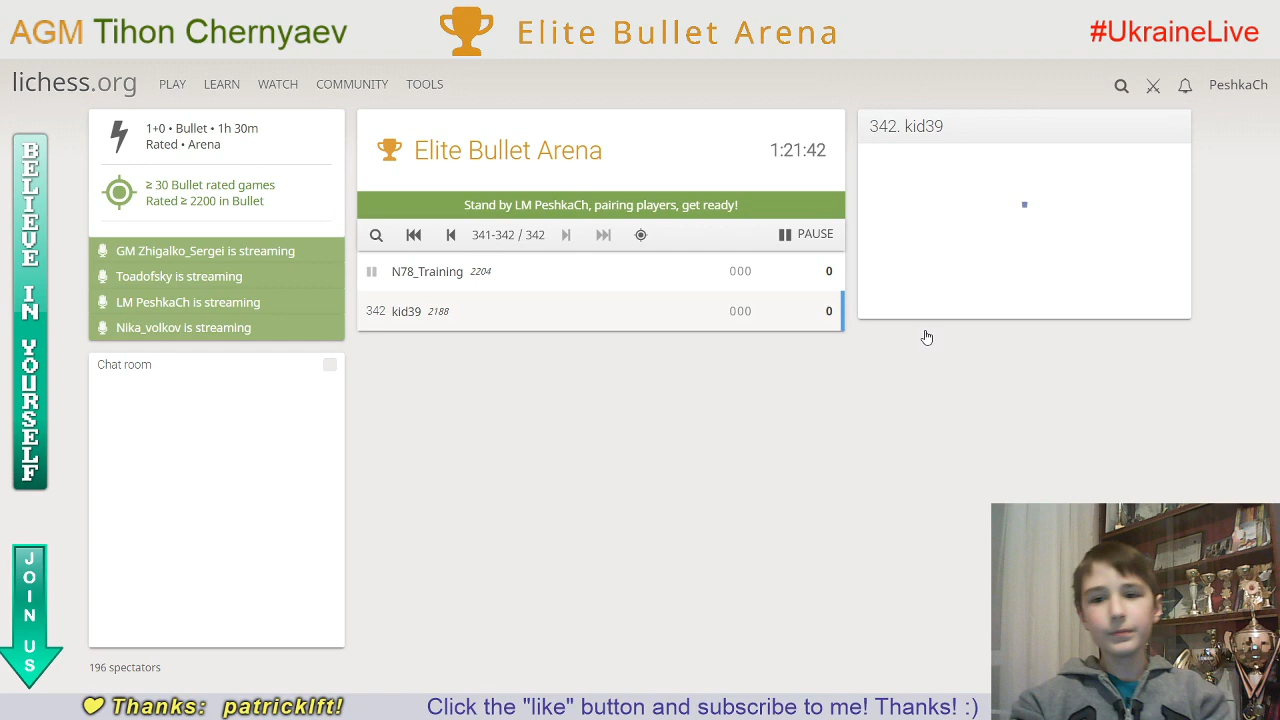 AGM Tihon Chernyaev
Elite Bullet Arena
#UkraineLive
lichess.org PLAY LEARN WATCH COMMUNITY TOOLS
PeshkaCh
BELIEVE IN YOURSELF
JOIN US
1+0 • Bullet • 1h 30m
Rated • Arena
≥ 30 Bullet rated games
Rated ≥ 2200 in Bullet
GM Zhigalko_Sergei is streaming
Toadofsky is streaming
LM PeshkaCh is streaming
Nika_volkov is streaming
Chat room
196 spectators
Elite Bullet Arena 1:21:42
Stand by LM PeshkaCh, pairing players, get ready!
341-342 / 342 PAUSE
N78_Training 2204 000 0
342 kid39 2188 000 0
342. kid39
Thanks: patricklft!
Click the "like" button and subscribe to me! Thanks! :)